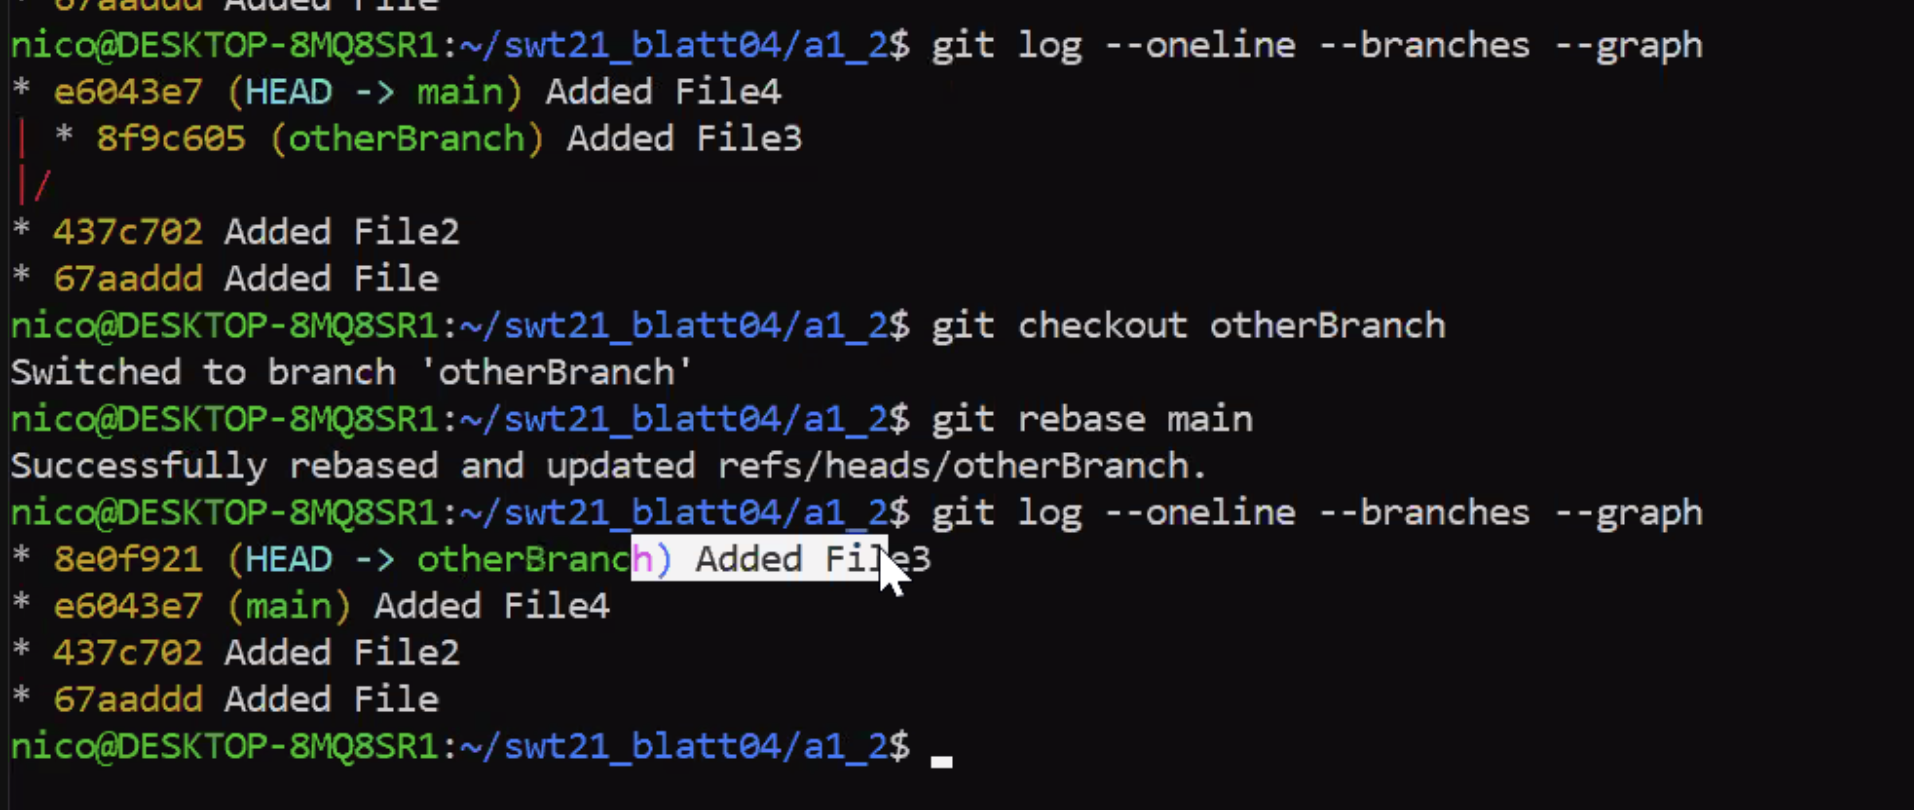 * 67aaddd Added File
nico@DESKTOP-8MQ8SR1:~/swt21_blatt04/a1_2$ git log --oneline --branches --graph
* e6043e7 (HEAD -> main) Added File4
| * 8f9c605 (otherBranch) Added File3
|/
* 437c702 Added File2
* 67aaddd Added File
nico@DESKTOP-8MQ8SR1:~/swt21_blatt04/a1_2$ git checkout otherBranch
Switched to branch 'otherBranch'
nico@DESKTOP-8MQ8SR1:~/swt21_blatt04/a1_2$ git rebase main
Successfully rebased and updated refs/heads/otherBranch.
nico@DESKTOP-8MQ8SR1:~/swt21_blatt04/a1_2$ git log --oneline --branches --graph
* 8e0f921 (HEAD -> otherBranch) Added File3
* e6043e7 (main) Added File4
* 437c702 Added File2
* 67aaddd Added File
nico@DESKTOP-8MQ8SR1:~/swt21_blatt04/a1_2$